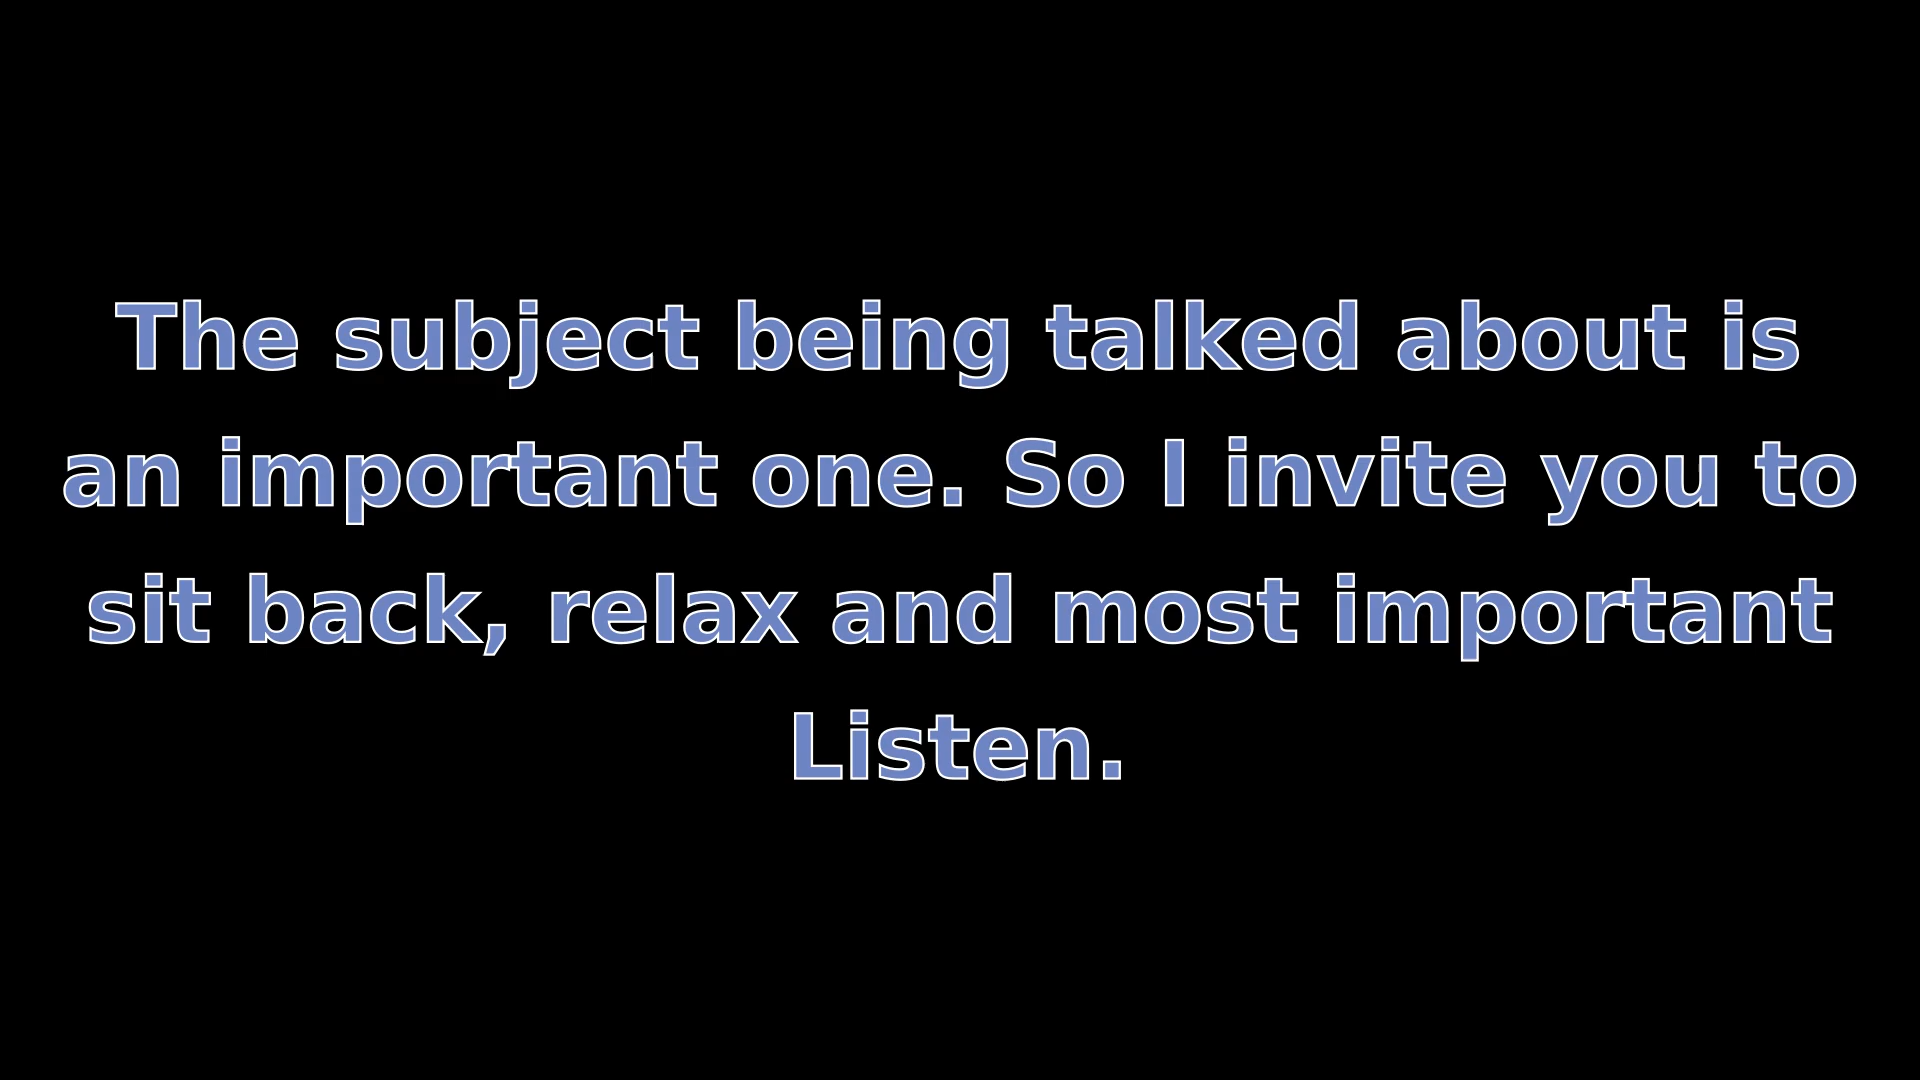 The subject being talked about is
an important one. So I invite you to
sit back, relax and most important
Listen.